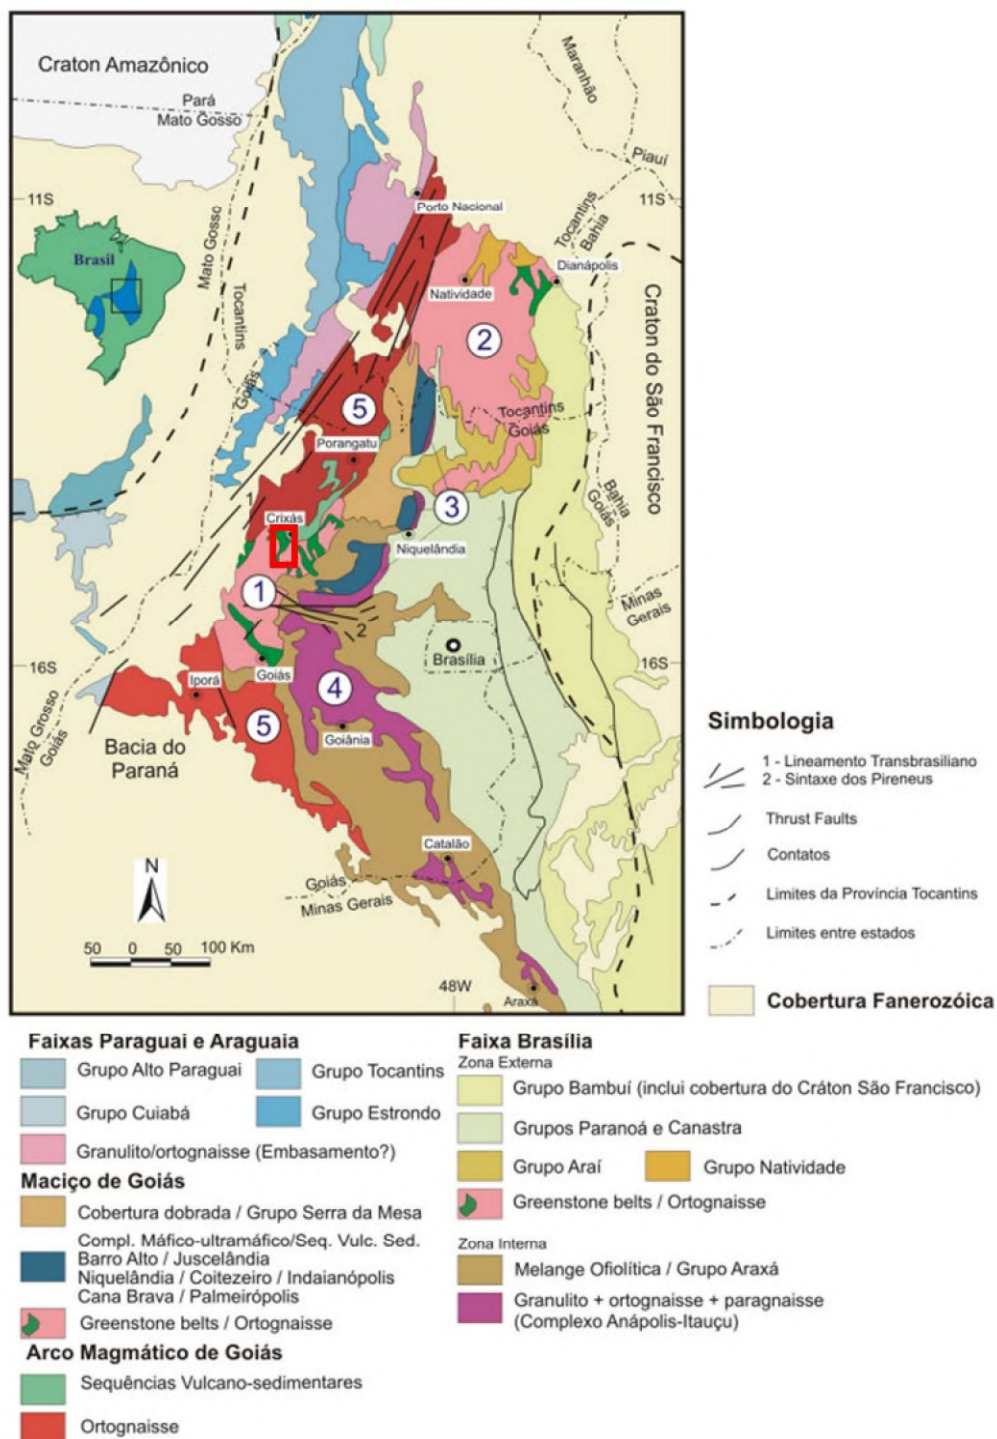 Craton Amazônico
Pará
Mato Gosso
Maranhão
Piauí
11S
11S
Porto Nacional
Tocantins
Bahia
Mato Gosso
Tocantins
Brasil
1
Dianápolis
Natividade
Craton do São Francisco
2
Goiás
1
5
Tocantins
Goiás
Porangatu
Bahia
Goiás
1
3
Crixás
Niquelândia
1
Minas
Gerais
2
Brasília
16S
16S
Goiás
Iporá
4
Mato Grosso
Goiás
5
Goiânia
Bacia do
Paraná
Catalão
N
Goiás
Minas Gerais
50 0 50 100 Km
48W
Araxá
Simbologia
1 - Lineamento Transbrasiliano
2 - Sintaxe dos Pireneus
Thrust Faults
Contatos
Limites da Província Tocantins
Limites entre estados
Cobertura Fanerozóica
Faixas Paraguai e Araguaia
Grupo Alto Paraguai
Grupo Tocantins
Grupo Cuiabá
Grupo Estrondo
Granulito/ortognaisse (Embasamento?)
Maciço de Goiás
Cobertura dobrada / Grupo Serra da Mesa
Compl. Máfico-ultramáfico/Seq. Vulc. Sed.
Barro Alto / Juscelândia
Niquelândia / Coitezeiro / Indaianópolis
Cana Brava / Palmeirópolis
Greenstone belts / Ortognaisse
Arco Magmático de Goiás
Sequências Vulcano-sedimentares
Ortognaisse
Faixa Brasília
Zona Externa
Grupo Bambuí (inclui cobertura do Cráton São Francisco)
Grupos Paranoá e Canastra
Grupo Araí
Grupo Natividade
Greenstone belts / Ortognaisse
Zona Interna
Melange Ofiolítica / Grupo Araxá
Granulito + ortognaisse + paragnaisse
(Complexo Anápolis-Itauçu)